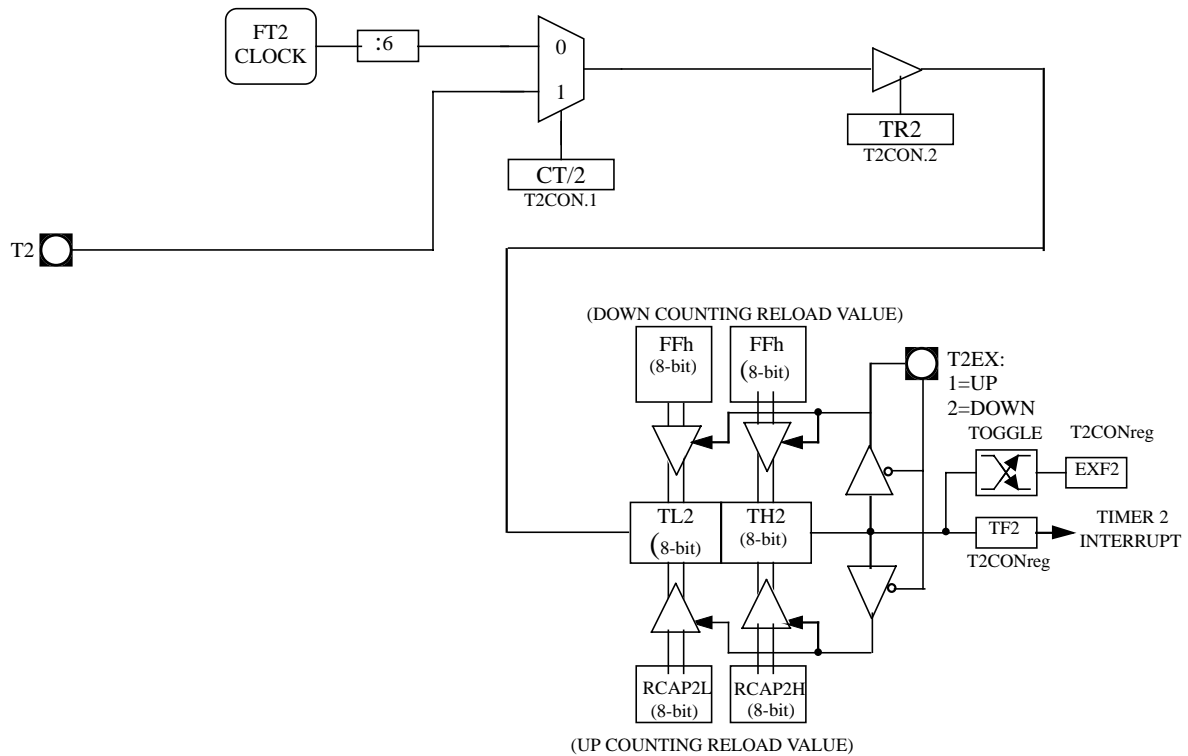 FT2
CLOCK
:6
0
1
TR2
T2CON.2
CT/2
T2CON.1
T2
(DOWN COUNTING RELOAD VALUE)
FFh
(8-bit)
FFh
(8-bit)
T2EX:
1=UP
2=DOWN
TOGGLE
T2CONreg
EXF2
TL2
(8-bit)
TH2
(8-bit)
TF2
T2CONreg
TIMER 2
INTERRUPT
RCAP2L
(8-bit)
RCAP2H
(8-bit)
(UP COUNTING RELOAD VALUE)